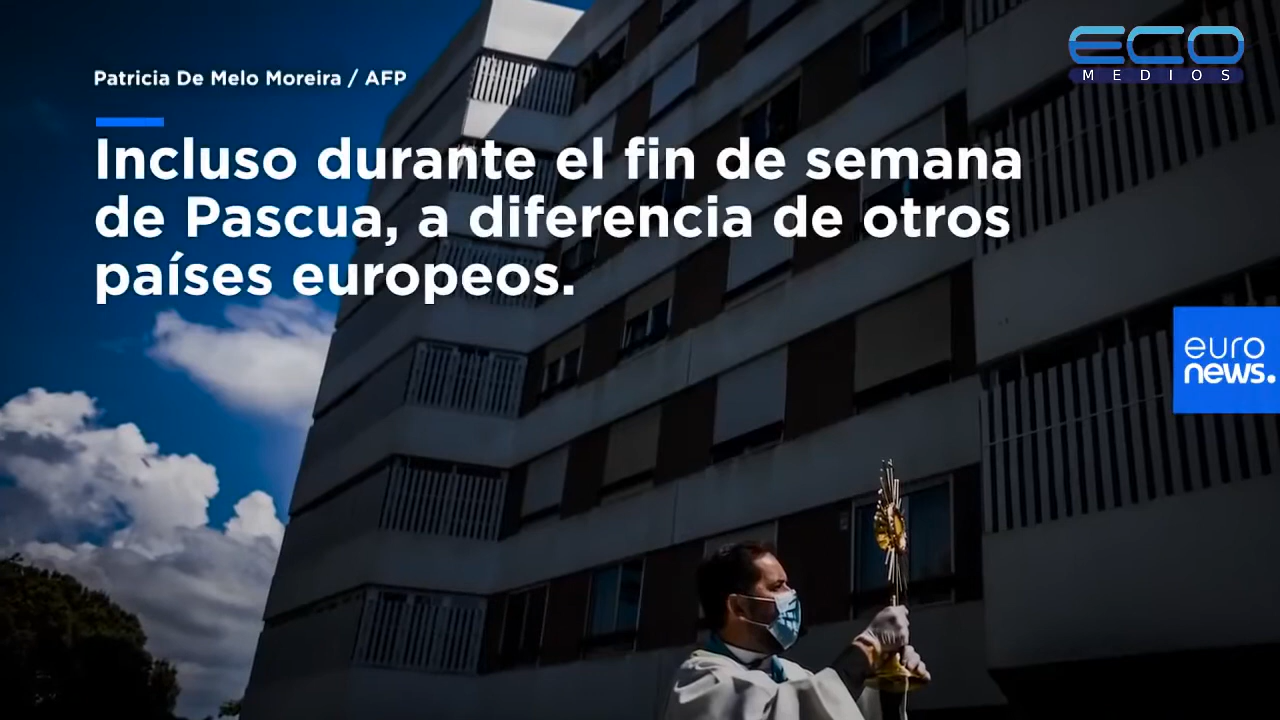 ECO
MEDIOS
Patricia De Melo Moreira / AFP
Incluso durante el fin de semana
de Pascua, a diferencia de otros
países europeos.
euro
news.